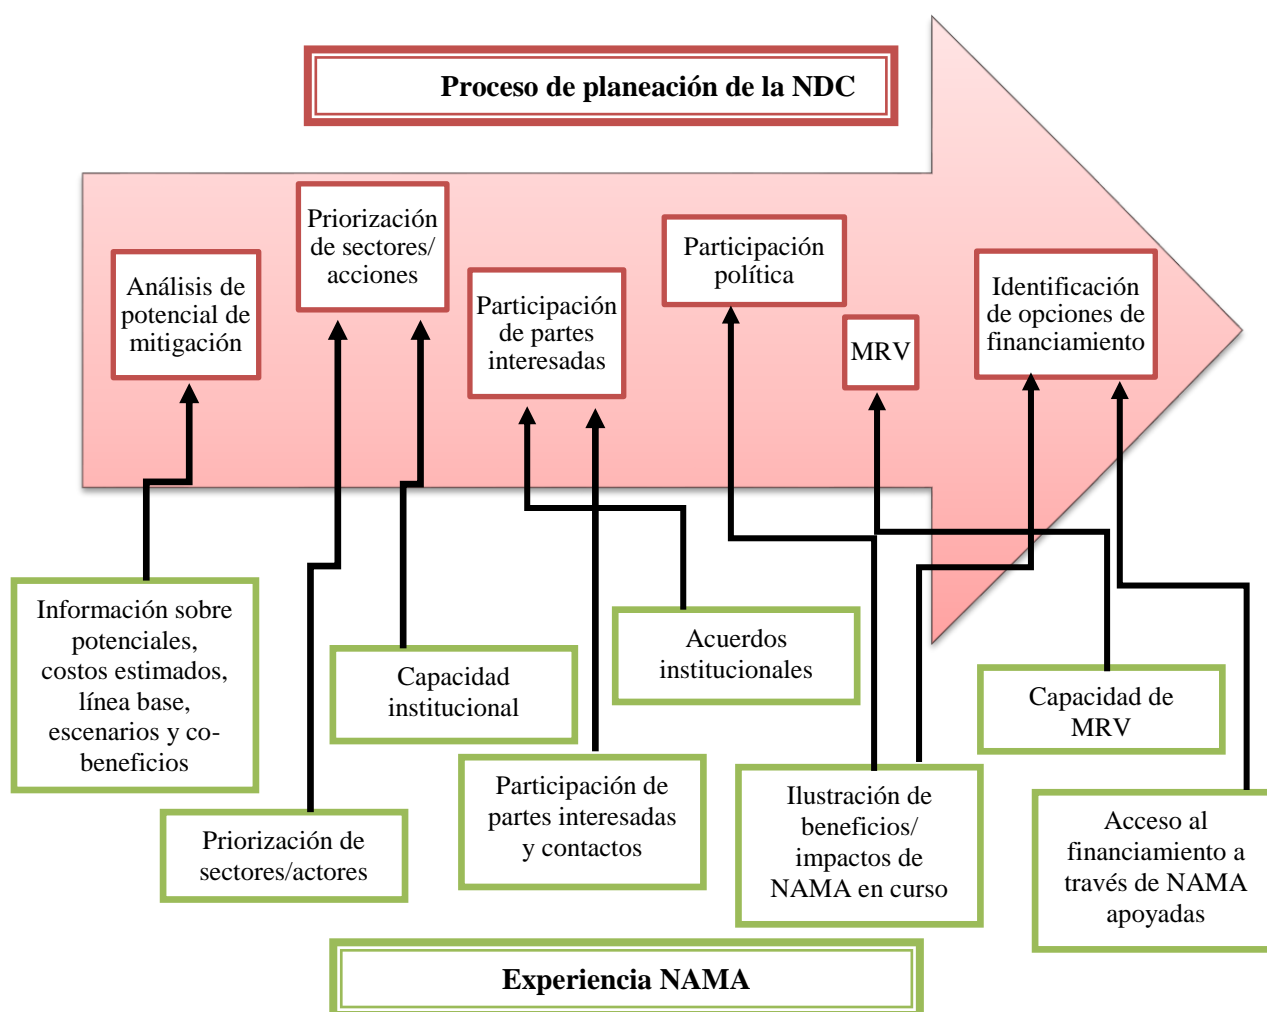 Proceso de planeación de la NDC
Análisis de
potencial de
mitigación
Priorización
de sectores/
acciones
Participación
de partes
interesadas
Participación
política
MRV
Identificación
de opciones de
financiamiento
Información sobre
potenciales,
costos estimados,
línea base,
escenarios y co-
beneficios
Priorización de
sectores/actores
Capacidad
institucional
Participación de
partes interesadas
y contactos
Acuerdos
institucionales
Ilustración de
beneficios/
impactos de
NAMA en curso
Capacidad de
MRV
Acceso al
financiamiento a
través de NAMA
apoyadas
Experiencia NAMA